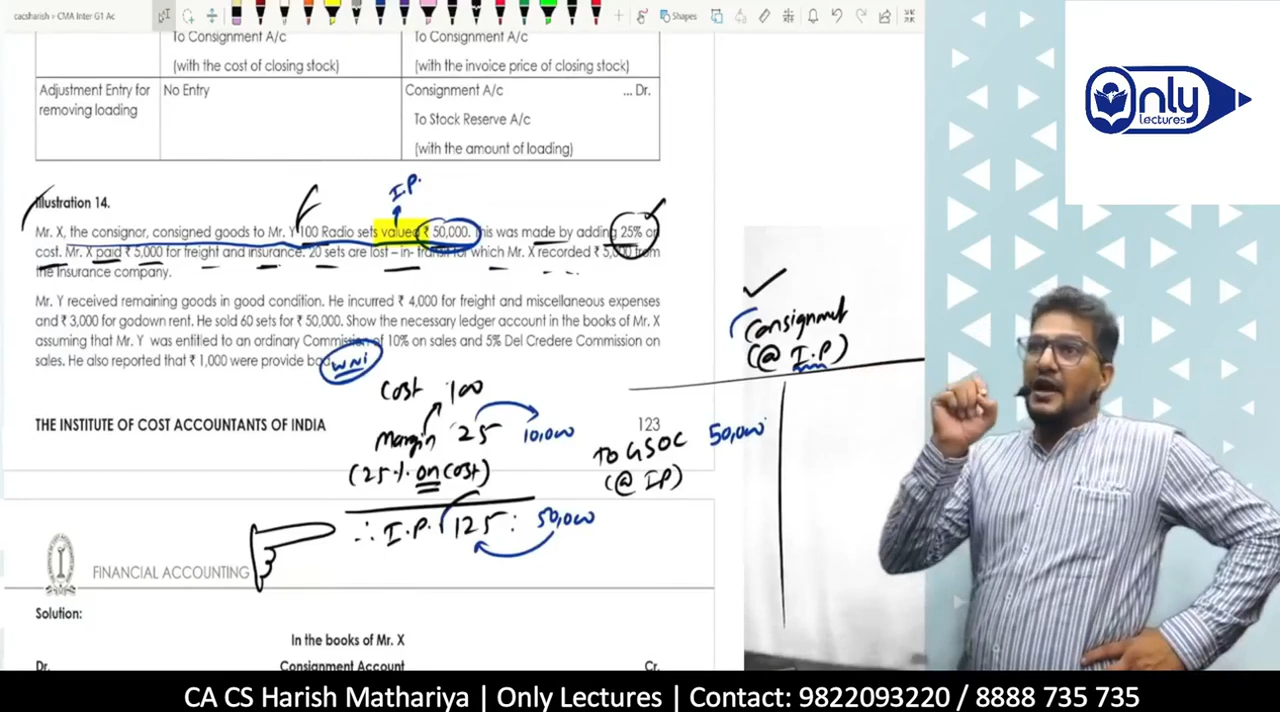 cacsharish > CMA Inter G1 Ac
Shapes
To Consignment A/c
To Consignment A/c
(with the cost of closing stock)
(with the invoice price of closing stock)
Adjustment Entry for
removing loading
No Entry
Consignment A/c ... Dr.
To Stock Reserve A/c
(with the amount of loading)
I.P.
Illustration 14.
Mr. X, the consignor, consigned goods to Mr. Y 100 Radio sets valued ₹ 50,000. This was made by adding 25% on
cost. Mr. X paid ₹ 5,000 for freight and insurance. 20 sets are lost – in- transit for which Mr. X recorded ₹ 5,000 from
the Insurance company.
Mr. Y received remaining goods in good condition. He incurred ₹ 4,000 for freight and miscellaneous expenses
and ₹ 3,000 for godown rent. He sold 60 sets for ₹ 50,000. Show the necessary ledger account in the books of Mr. X
assuming that Mr. Y was entitled to an ordinary Commission of 10% on sales and 5% Del Credere Commission on
sales. He also reported that ₹ 1,000 were provide bad
WNI
Cost 100
Margin 25 10,000
(25% on cost)
∴ I.P. 125 : 50,000
THE INSTITUTE OF COST ACCOUNTANTS OF INDIA
123
Consignment
(@ I.P)
To GSOC 50,000
(@ IP)
FINANCIAL ACCOUNTING
Solution:
In the books of Mr. X
Dr. Consignment Account Cr.
Only
lectures
CA CS Harish Mathariya | Only Lectures | Contact: 9822093220 / 8888 735 735